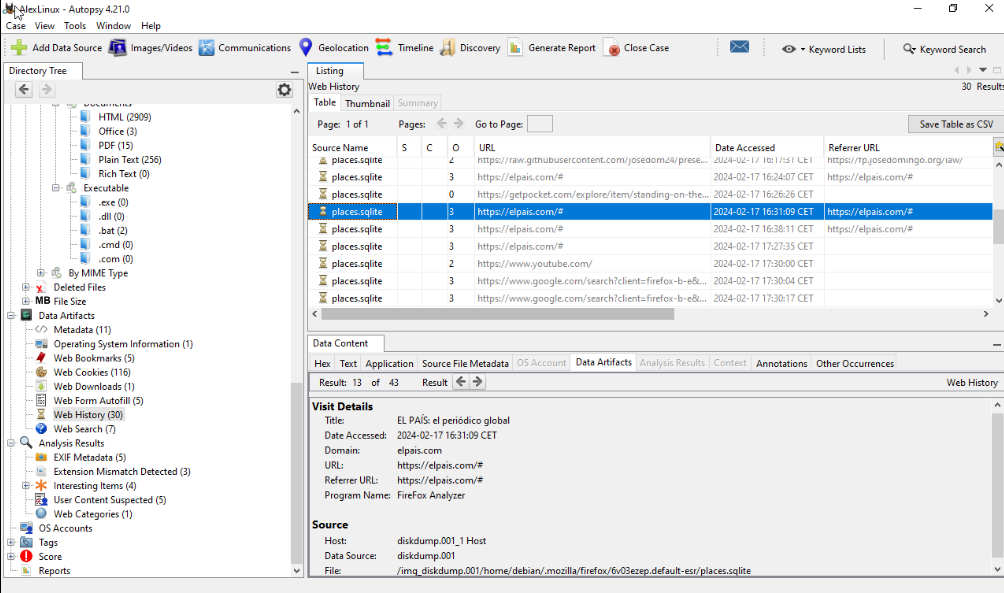 AlexLinux - Autopsy 4.21.0
Case View Tools Window Help
Add Data Source Images/Videos Communications Geolocation Timeline Discovery Generate Report Close Case Keyword Lists Keyword Search
Directory Tree
Documents
HTML (2909)
Office (3)
PDF (15)
Plain Text (256)
Rich Text (0)
Executable
.exe (0)
.dll (0)
.bat (2)
.cmd (0)
.com (0)
By MIME Type
Deleted Files
MB File Size
Data Artifacts
Metadata (11)
Operating System Information (1)
Web Bookmarks (5)
Web Cookies (116)
Web Downloads (1)
Web Form Autofill (5)
Web History (30)
Web Search (7)
Analysis Results
EXIF Metadata (5)
Extension Mismatch Detected (3)
Interesting Items (4)
User Content Suspected (5)
Web Categories (1)
OS Accounts
Tags
Score
Reports
Listing
Web History
30 Results
Table Thumbnail Summary
Page: 1 of 1 Pages: Go to Page: Save Table as CSV
Source Name S C O URL Date Accessed Referrer URL
places.sqlite 2 https://raw.githubusercontent.com/josedom24/prese... 2024-02-17 16:17:31 CET https://fp.josedomingo.org/iaw/
places.sqlite 3 https://elpais.com/# 2024-02-17 16:24:07 CET https://elpais.com/#
places.sqlite 0 https://getpocket.com/explore/item/standing-on-the... 2024-02-17 16:26:26 CET
places.sqlite 3 https://elpais.com/# 2024-02-17 16:31:09 CET https://elpais.com/#
places.sqlite 3 https://elpais.com/# 2024-02-17 16:38:11 CET https://elpais.com/#
places.sqlite 3 https://elpais.com/# 2024-02-17 17:27:35 CET
places.sqlite 2 https://www.youtube.com/ 2024-02-17 17:30:00 CET
places.sqlite 3 https://www.google.com/search?client=firefox-b-e&... 2024-02-17 17:30:04 CET
places.sqlite 3 https://www.google.com/search?client=firefox-b-e&... 2024-02-17 17:30:17 CET
Data Content
Hex Text Application Source File Metadata OS Account Data Artifacts Analysis Results Context Annotations Other Occurrences
Result: 13 of 43 Result Web History
Visit Details
Title: EL PAÍS: el periódico global
Date Accessed: 2024-02-17 16:31:09 CET
Domain: elpais.com
URL: https://elpais.com/#
Referrer URL: https://elpais.com/#
Program Name: FireFox Analyzer
Source
Host: diskdump.001_1 Host
Data Source: diskdump.001
File: /img_diskdump.001/home/debian/.mozilla/firefox/6v03ezep.default-esr/places.sqlite